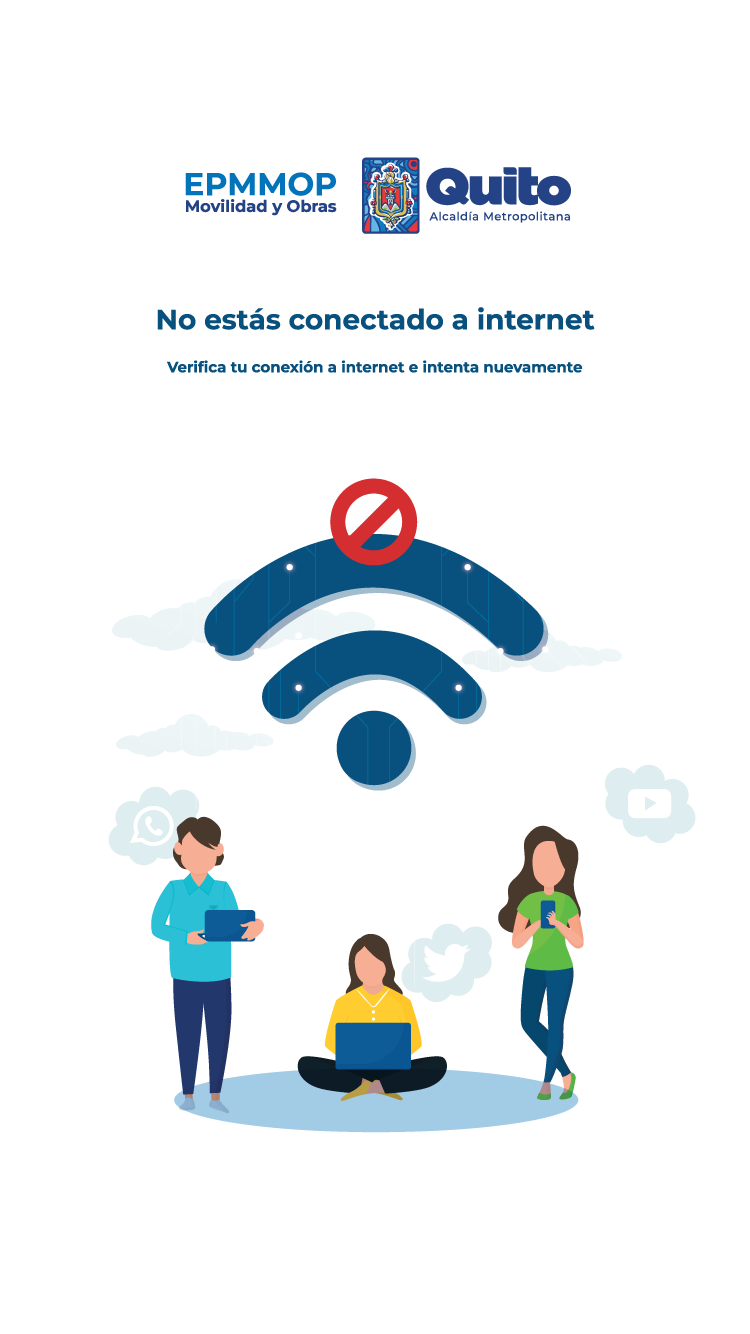 EPMMOP
Movilidad y Obras
Quito
Alcaldía Metropolitana
No estás conectado a internet
Verifica tu conexión a internet e intenta nuevamente